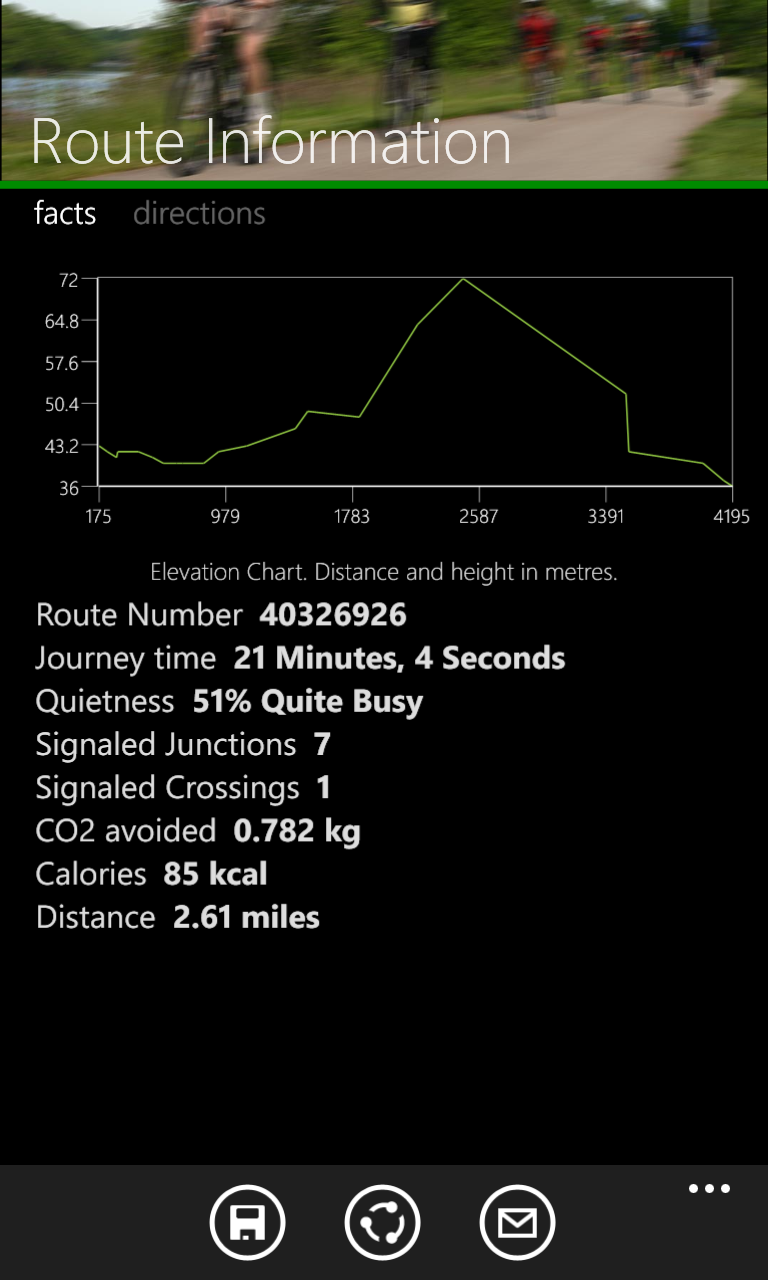 Route Information
facts directions
72
64.8
57.6
50.4
43.2
36
175 979 1783 2587 3391 4195
Elevation Chart. Distance and height in metres.
Route Number 40326926
Journey time 21 Minutes, 4 Seconds
Quietness 51% Quite Busy
Signaled Junctions 7
Signaled Crossings 1
CO2 avoided 0.782 kg
Calories 85 kcal
Distance 2.61 miles